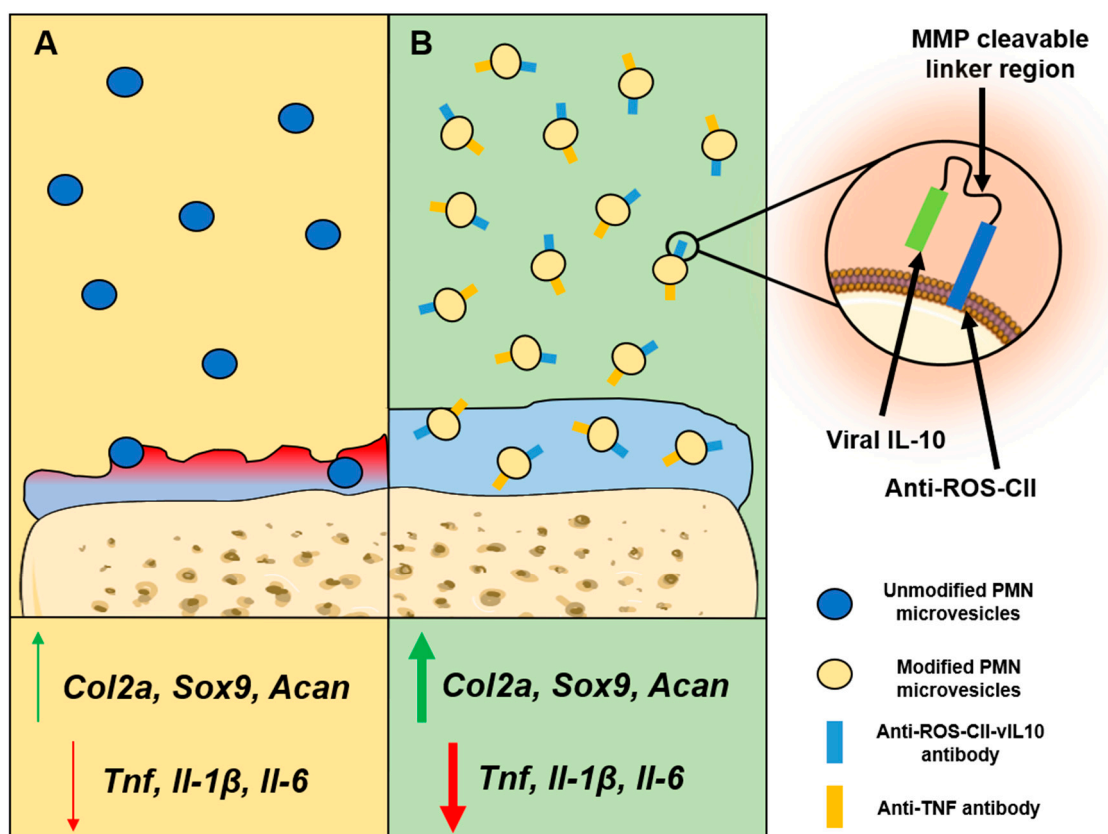 A
B
MMP cleavable
linker region
Viral IL-10
Anti-ROS-CII
Unmodified PMN
microvesicles
Modified PMN
microvesicles
Anti-ROS-CII-vIL10
antibody
Anti-TNF antibody
Col2a, Sox9, Acan
Tnf, Il-1β, Il-6
Col2a, Sox9, Acan
Tnf, Il-1β, Il-6